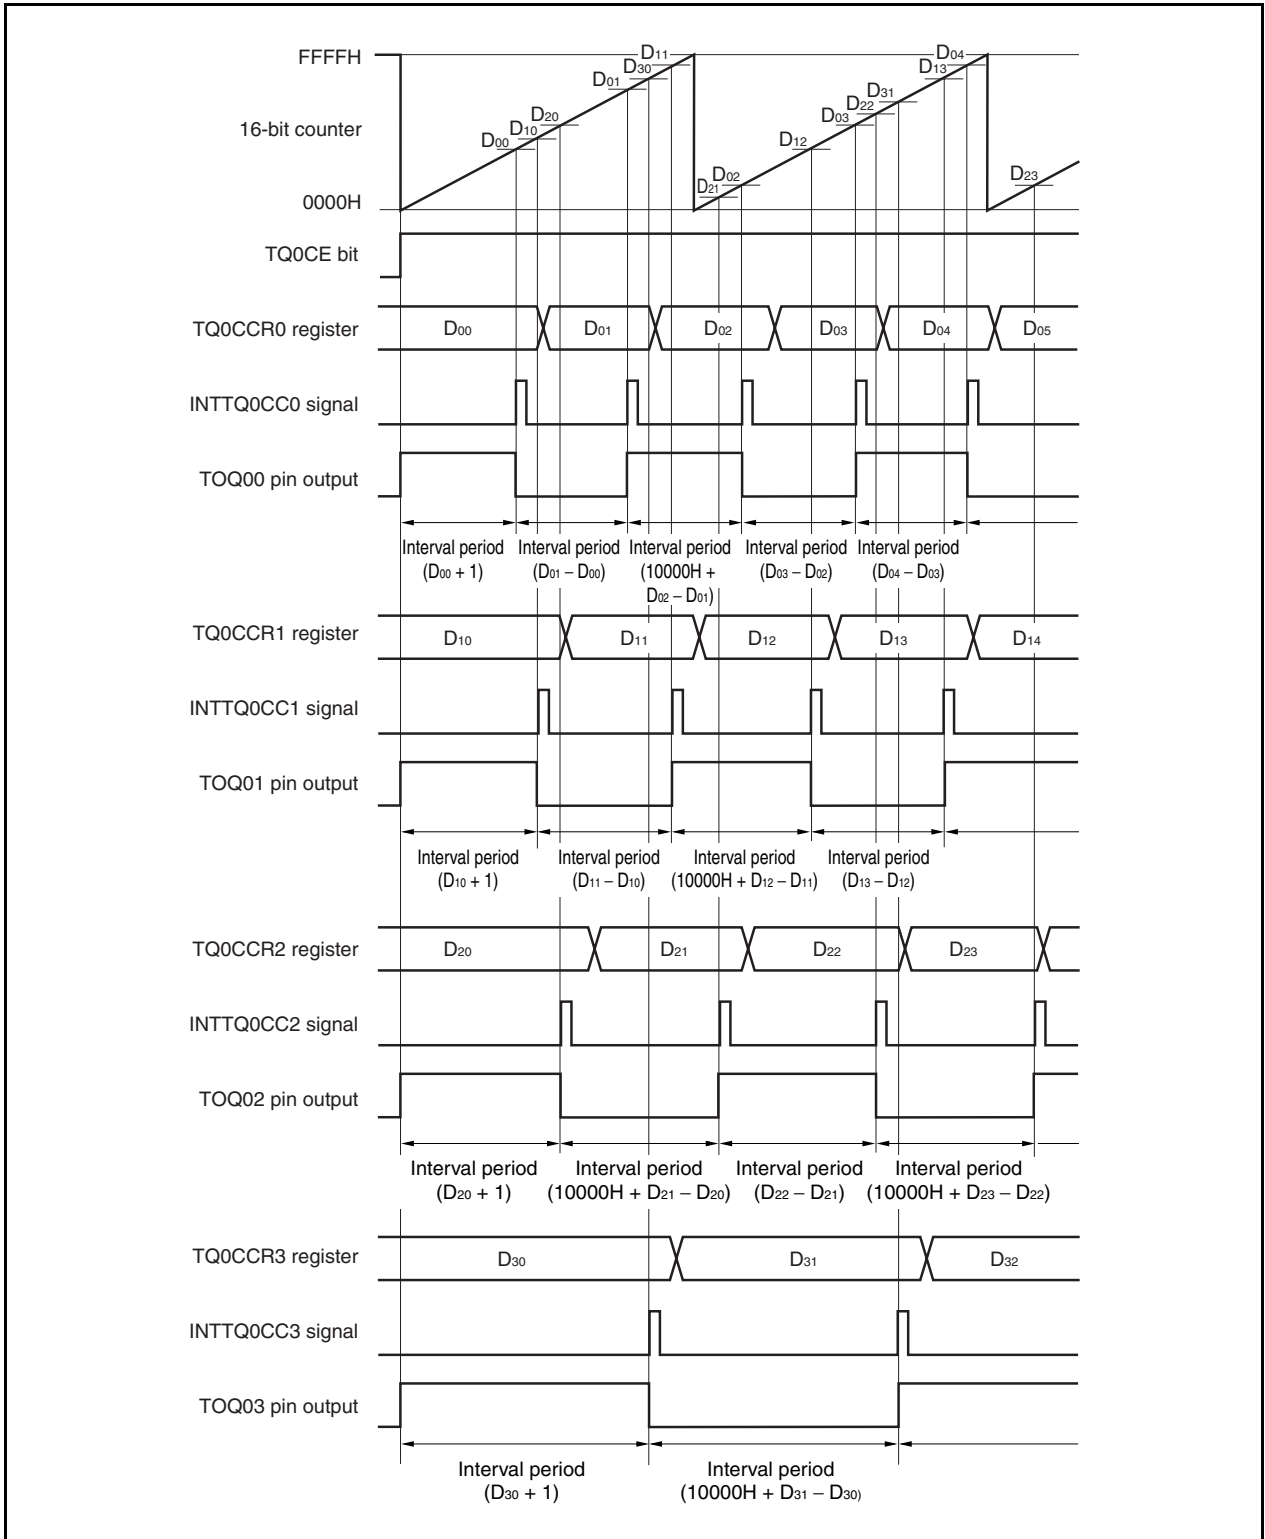 FFFFH
16-bit counter
0000H
D00
D10
D20
D01
D30
D11
D21
D02
D12
D03
D22
D31
D13
D04
D23
TQ0CE bit
TQ0CCR0 register
D00 D01 D02 D03 D04 D05
INTTQ0CC0 signal
TOQ00 pin output
Interval period
(D00 + 1)
Interval period
(D01 – D00)
Interval period
(10000H +
D02 – D01)
Interval period
(D03 – D02)
Interval period
(D04 – D03)
TQ0CCR1 register
D10 D11 D12 D13 D14
INTTQ0CC1 signal
TOQ01 pin output
Interval period
(D10 + 1)
Interval period
(D11 – D10)
Interval period
(10000H + D12 – D11)
Interval period
(D13 – D12)
TQ0CCR2 register
D20 D21 D22 D23
INTTQ0CC2 signal
TOQ02 pin output
Interval period
(D20 + 1)
Interval period
(10000H + D21 – D20)
Interval period
(D22 – D21)
Interval period
(10000H + D23 – D22)
TQ0CCR3 register
D30 D31 D32
INTTQ0CC3 signal
TOQ03 pin output
Interval period
(D30 + 1)
Interval period
(10000H + D31 – D30)